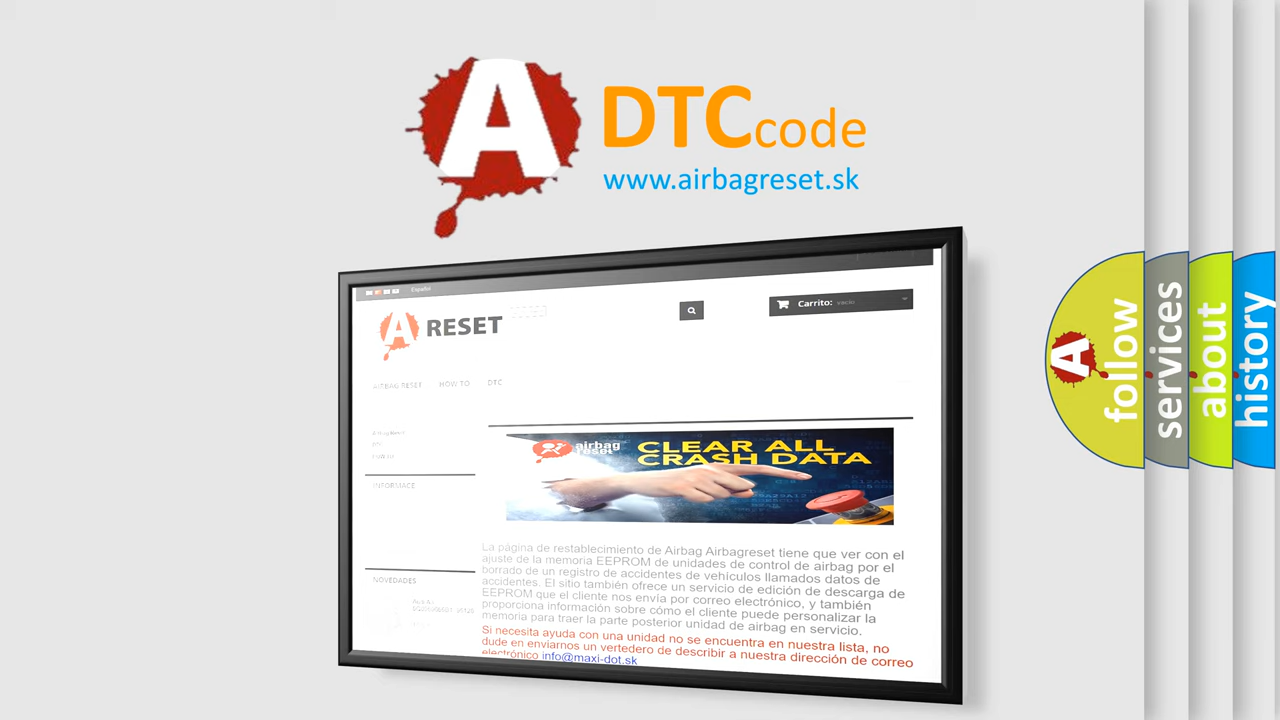 A
DTC code
www.airbagreset.sk
Español
A RESET
Carrito: vacío
AIRBAG RESET HOW TO DTC
Airbag Reset
INFORMACE
NOVEDADES
airbag
reset
CLEAR ALL
CRASH DATA
La página de restablecimiento de Airbag Airbagreset tiene que ver con el
ajuste de la memoria EEPROM de unidades de control de airbag por el
borrado de un registro de accidentes de vehículos llamados datos de
accidentes. El sitio también ofrece un servicio de edición de descarga de
EEPROM que el cliente nos envía por correo electrónico, y también
proporciona información sobre cómo el cliente puede personalizar la
memoria para traer la parte posterior unidad de airbag en servicio.
Si necesita ayuda con una unidad no se encuentra en nuestra lista, no
dude en enviarnos un vertedero de describir a nuestra dirección de correo
electrónico info@maxi-dot.sk
A
follow
services
about
history